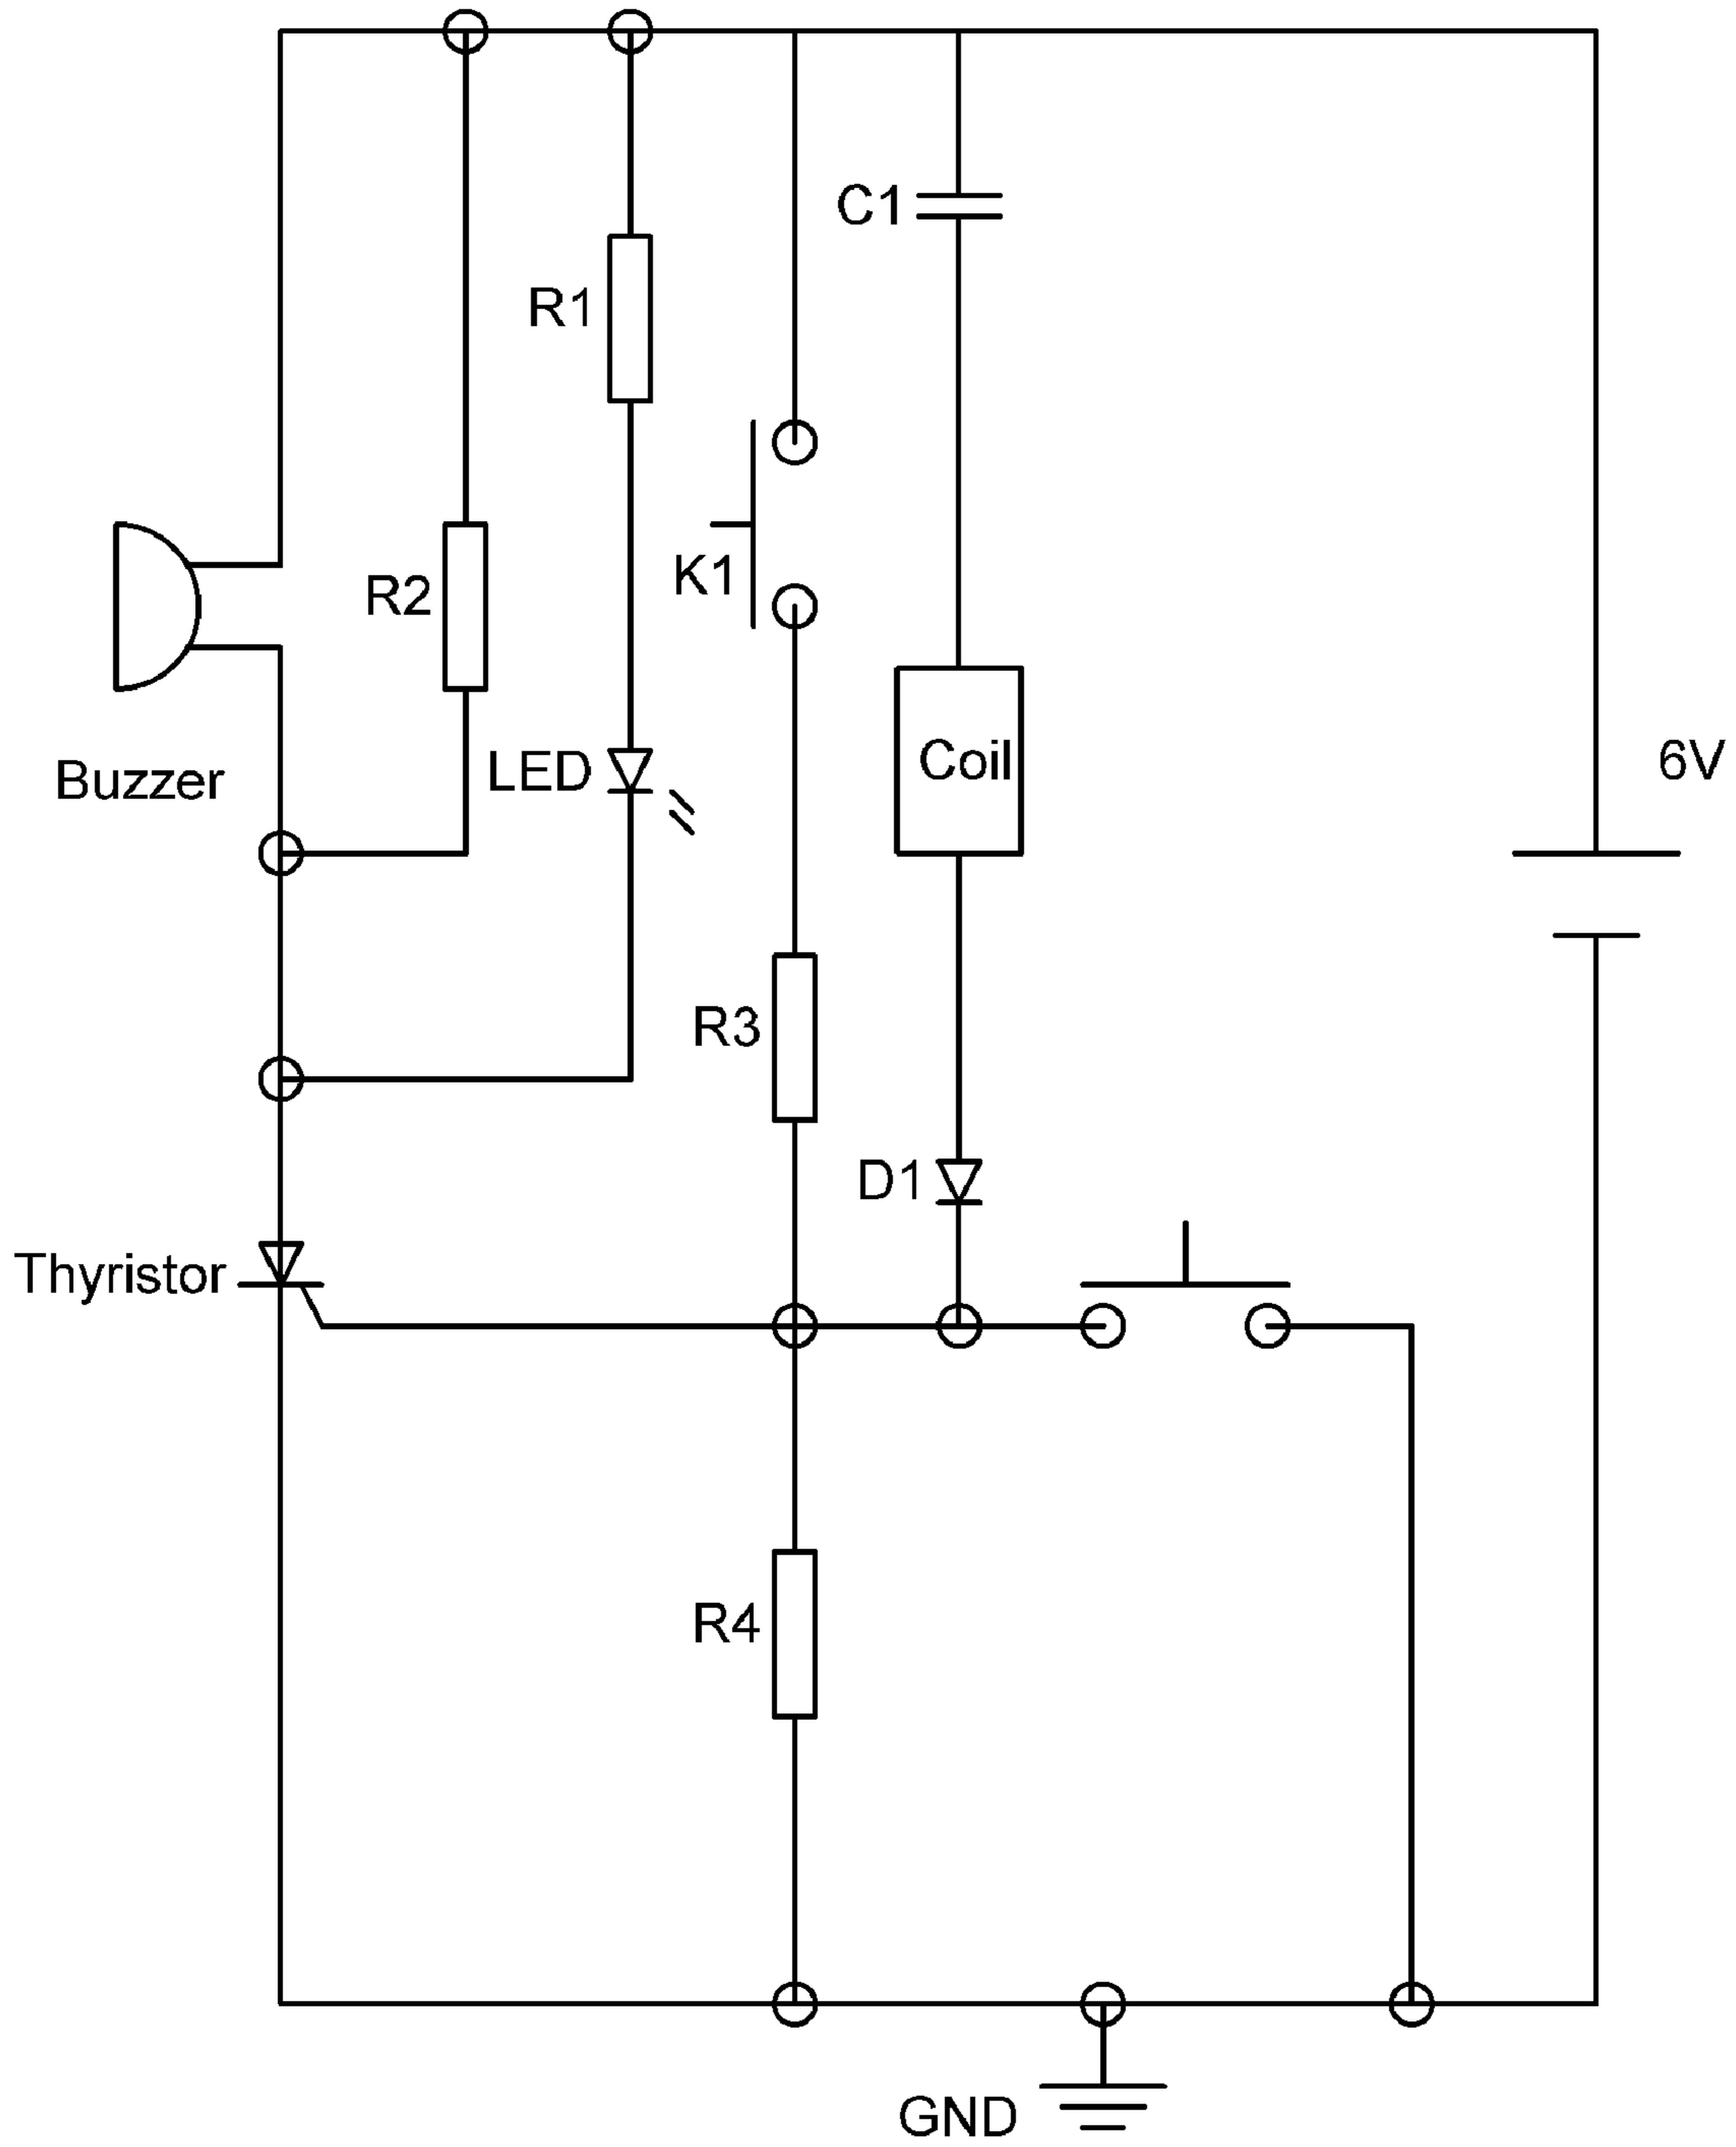 C1
R1
K1
R2
LED
Coil
6V
Buzzer
R3
D1
Thyristor
R4
GND